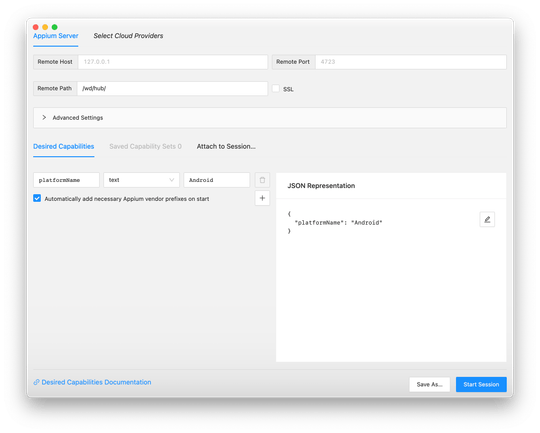 Appium Server Select Cloud Providers
Remote Host 127.0.0.1 Remote Port 4723
Remote Path /wd/hub/ SSL
Advanced Settings
Desired Capabilities Saved Capability Sets 0 Attach to Session...
platformName text Android
Automatically add necessary Appium vendor prefixes on start
JSON Representation
{
"platformName": "Android"
}
Desired Capabilities Documentation
Save As... Start Session